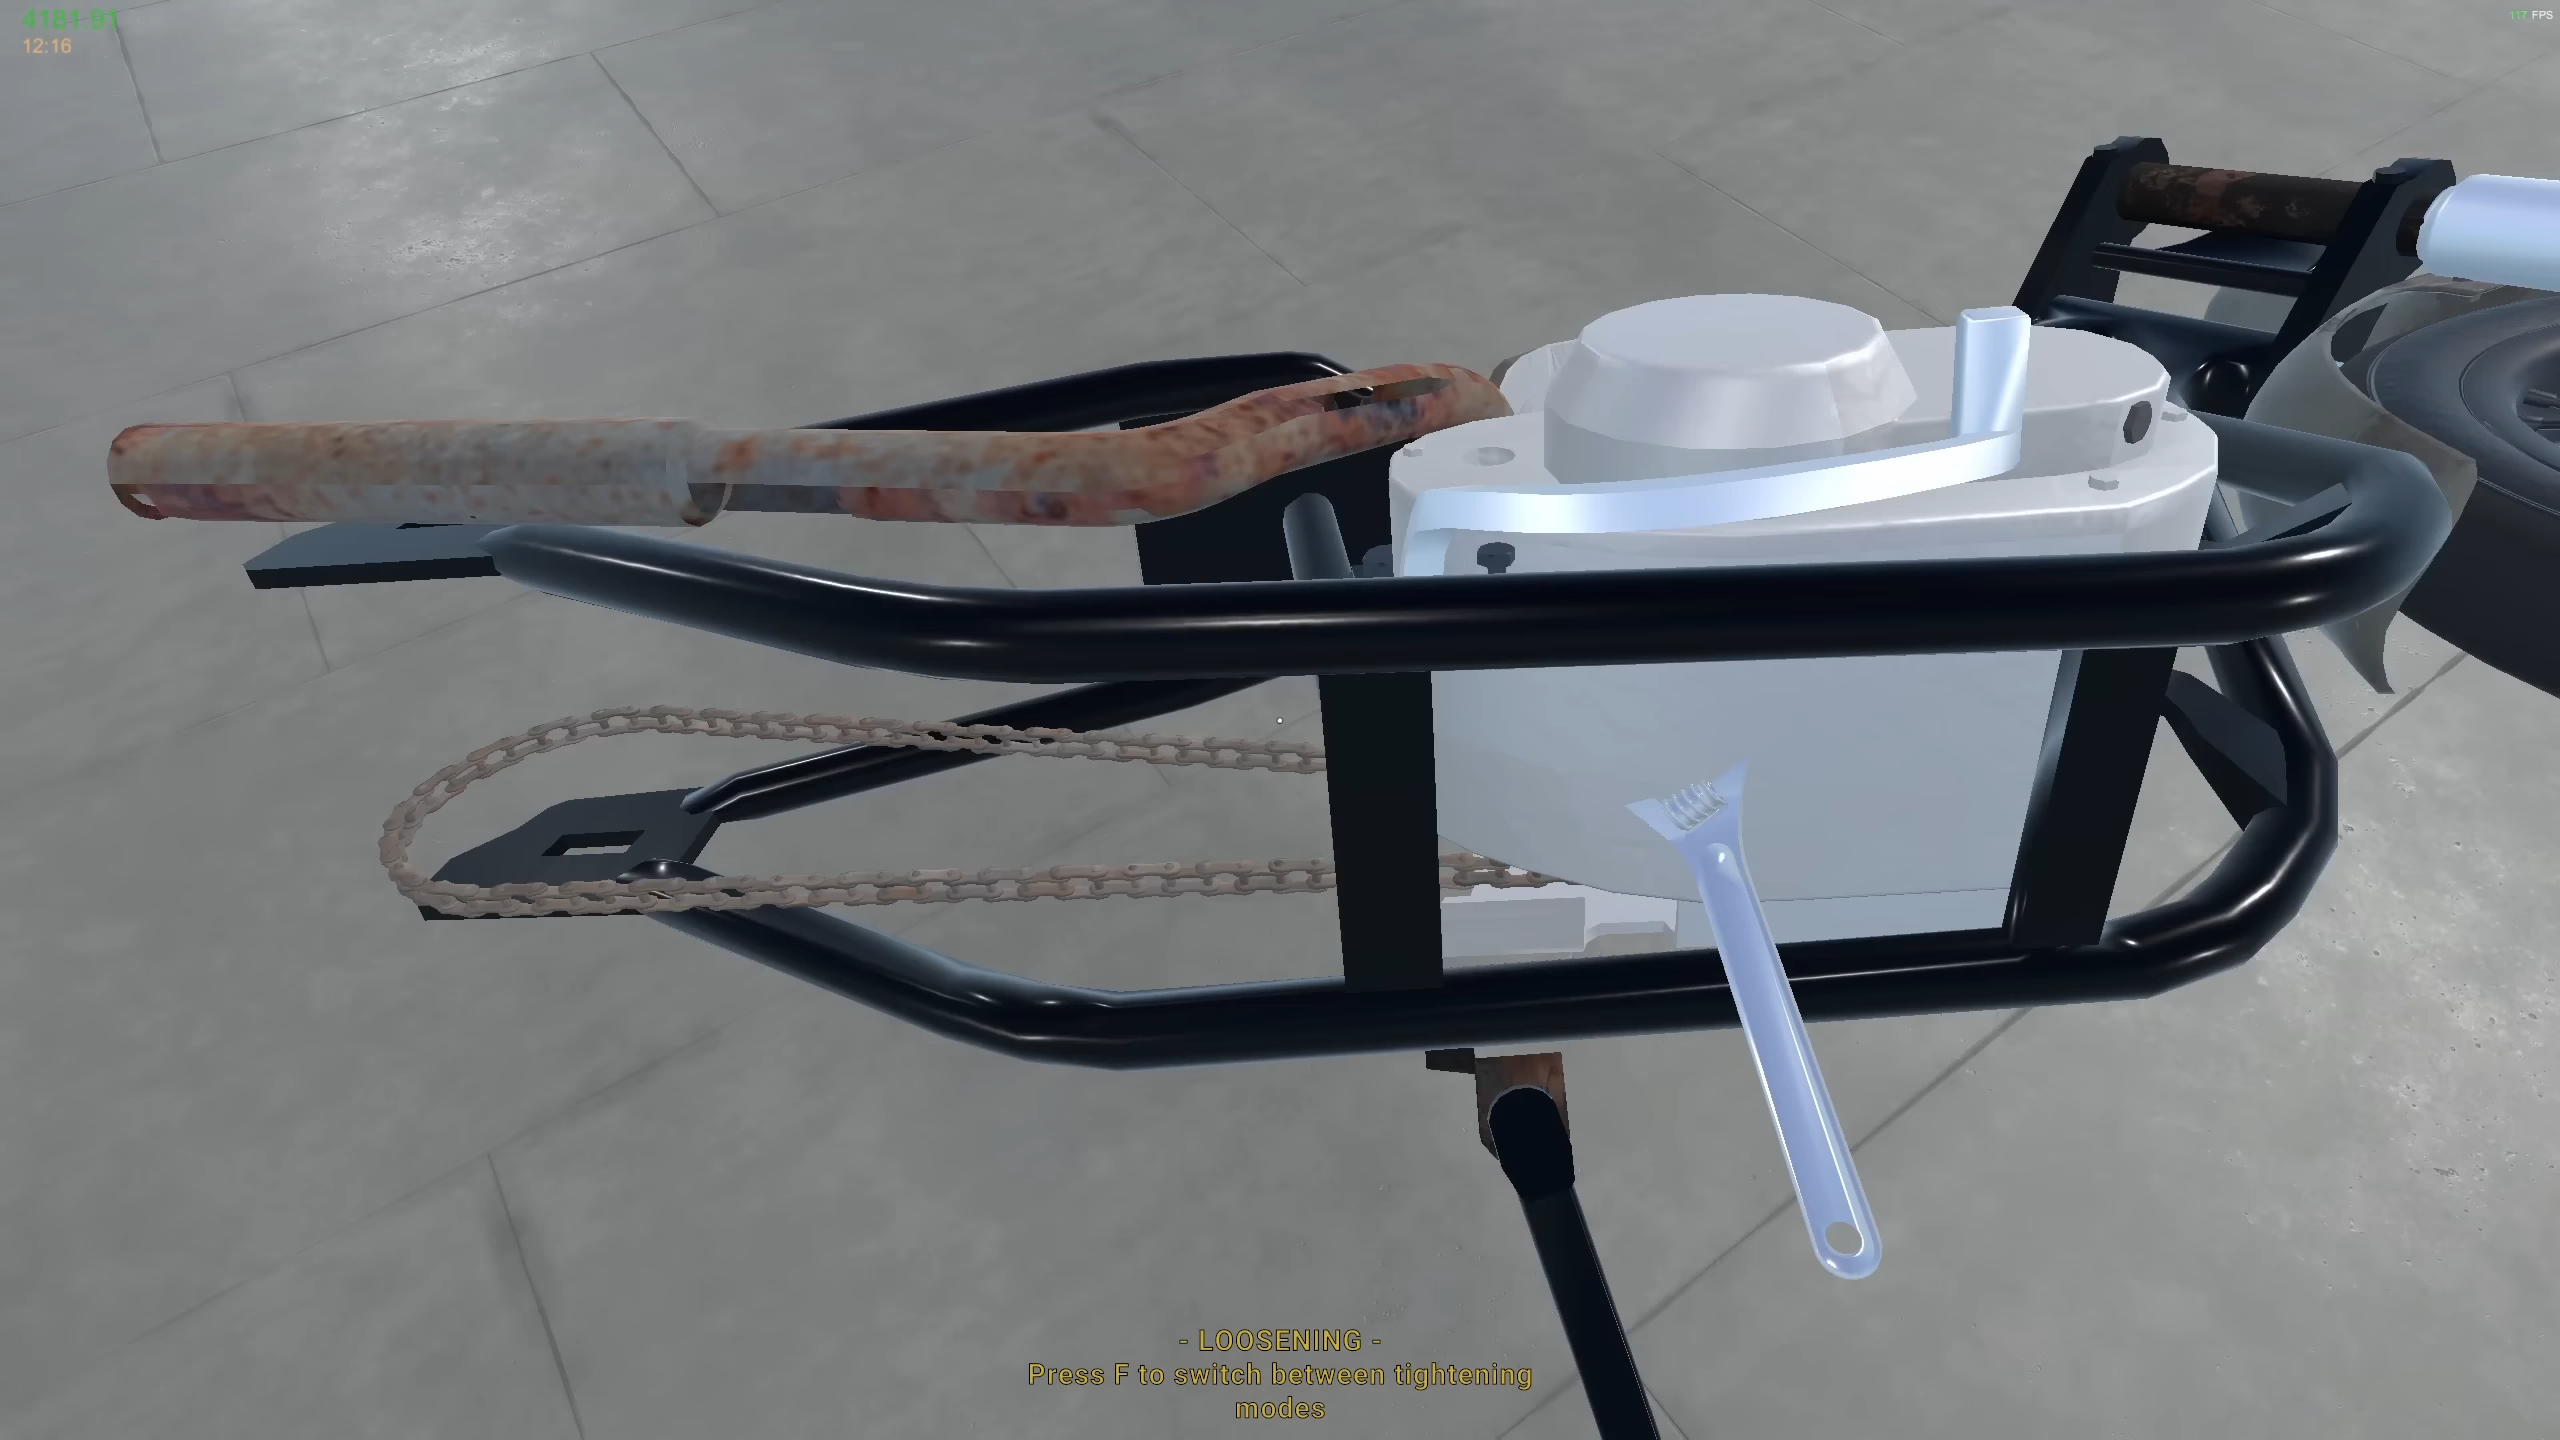 4181.91
12:16
117 FPS
- LOOSENING -
Press F to switch between tightening
modes